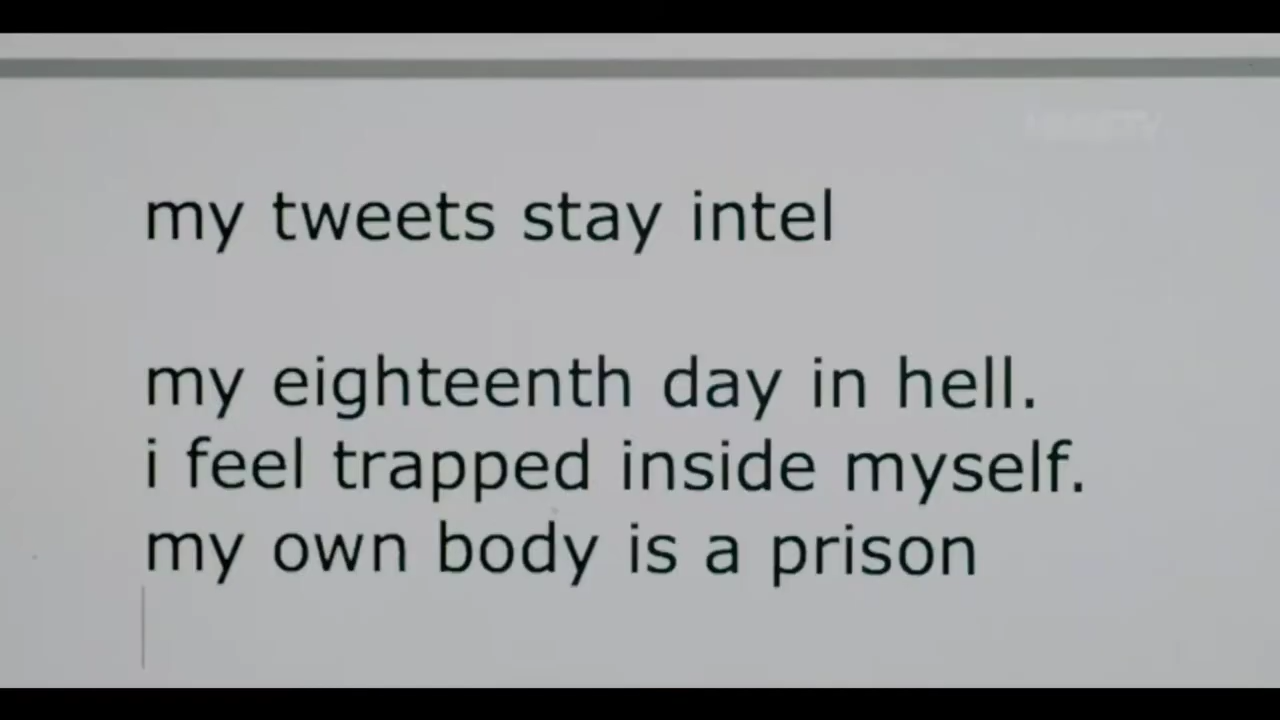 my tweets stay intel
my eighteenth day in hell.
i feel trapped inside myself.
my own body is a prison